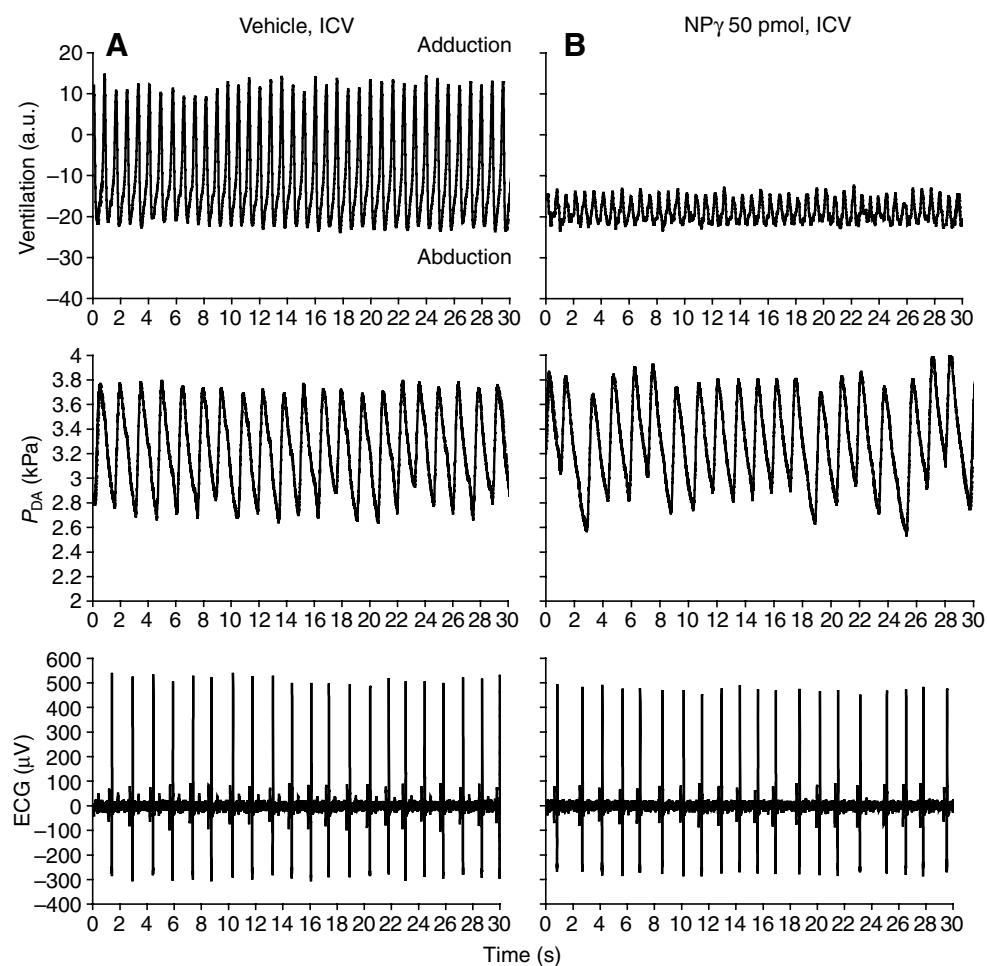 A Vehicle, ICV
B NPγ 50 pmol, ICV
Adduction
Abduction
Ventilation (a.u.)
20
10
0
–10
–20
–30
–40
0 2 4 6 8 10 12 14 16 18 20 22 24 26 28 30
0 2 4 6 8 10 12 14 16 18 20 22 24 26 28 30
PDA (kPa)
4
3.8
3.6
3.4
3.2
3
2.8
2.6
2.4
2.2
2
0 2 4 6 8 10 12 14 16 18 20 22 24 26 28 30
0 2 4 6 8 10 12 14 16 18 20 22 24 26 28 30
ECG (μV)
600
500
400
300
200
100
0
–100
–200
–300
–400
0 2 4 6 8 10 12 14 16 18 20 22 24 26 28 30
0 2 4 6 8 10 12 14 16 18 20 22 24 26 28 30
Time (s)